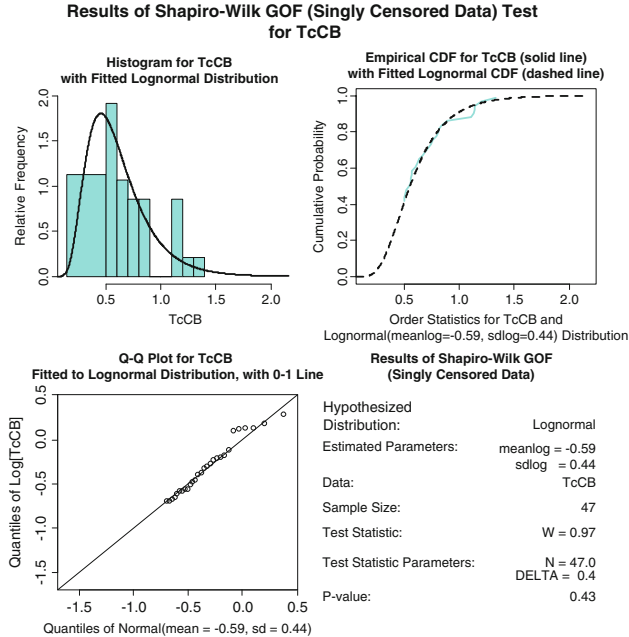 Results of Shapiro-Wilk GOF (Singly Censored Data) Test
for TcCB
Histogram for TcCB
with Fitted Lognormal Distribution
Relative Frequency
2.0
1.5
1.0
0.5
0.0
0.5 1.0 1.5 2.0
TcCB
Empirical CDF for TcCB (solid line)
with Fitted Lognormal CDF (dashed line)
Cumulative Probability
1.0
0.8
0.6
0.4
0.2
0.0
0.5 1.0 1.5 2.0
Order Statistics for TcCB and
Lognormal(meanlog=-0.59, sdlog=0.44) Distribution
Q-Q Plot for TcCB
Fitted to Lognormal Distribution, with 0-1 Line
Quantiles of Log[TcCB]
0.5
0.0
-0.5
-1.0
-1.5
-1.5 -1.0 -0.5 0.0 0.5
Quantiles of Normal(mean = -0.59, sd = 0.44)
Results of Shapiro-Wilk GOF
(Singly Censored Data)
Hypothesized
Distribution: Lognormal
Estimated Parameters: meanlog = -0.59
sdlog = 0.44
Data: TcCB
Sample Size: 47
Test Statistic: W = 0.97
Test Statistic Parameters: N = 47.0
DELTA = 0.4
P-value: 0.43